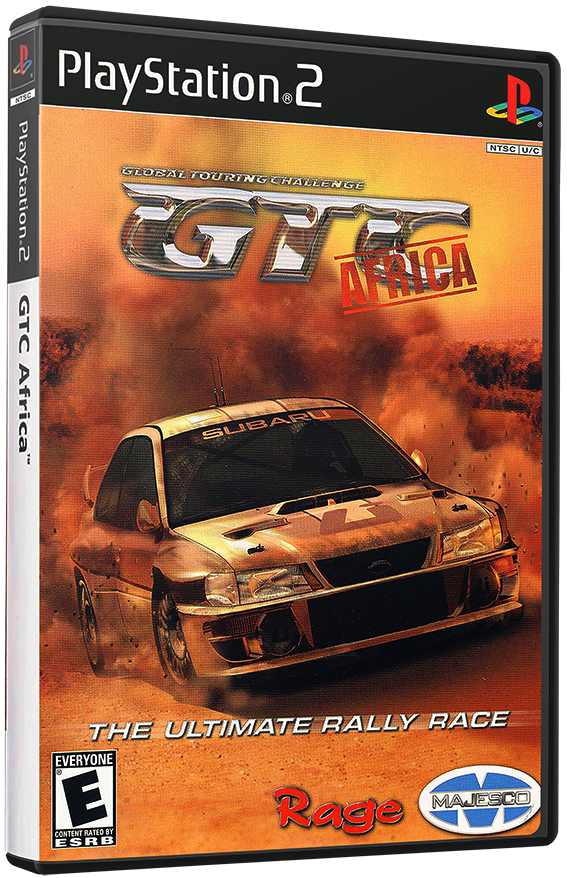 NTSC
PlayStation.2
GTC Africa™
PlayStation®2
NTSC U/C
GLOBAL TOURING CHALLENGE
GTC
AFRICA
SUBARU
THE ULTIMATE RALLY RACE
EVERYONE
E
®
CONTENT RATED BY
ESRB
Rage
MAJESCO